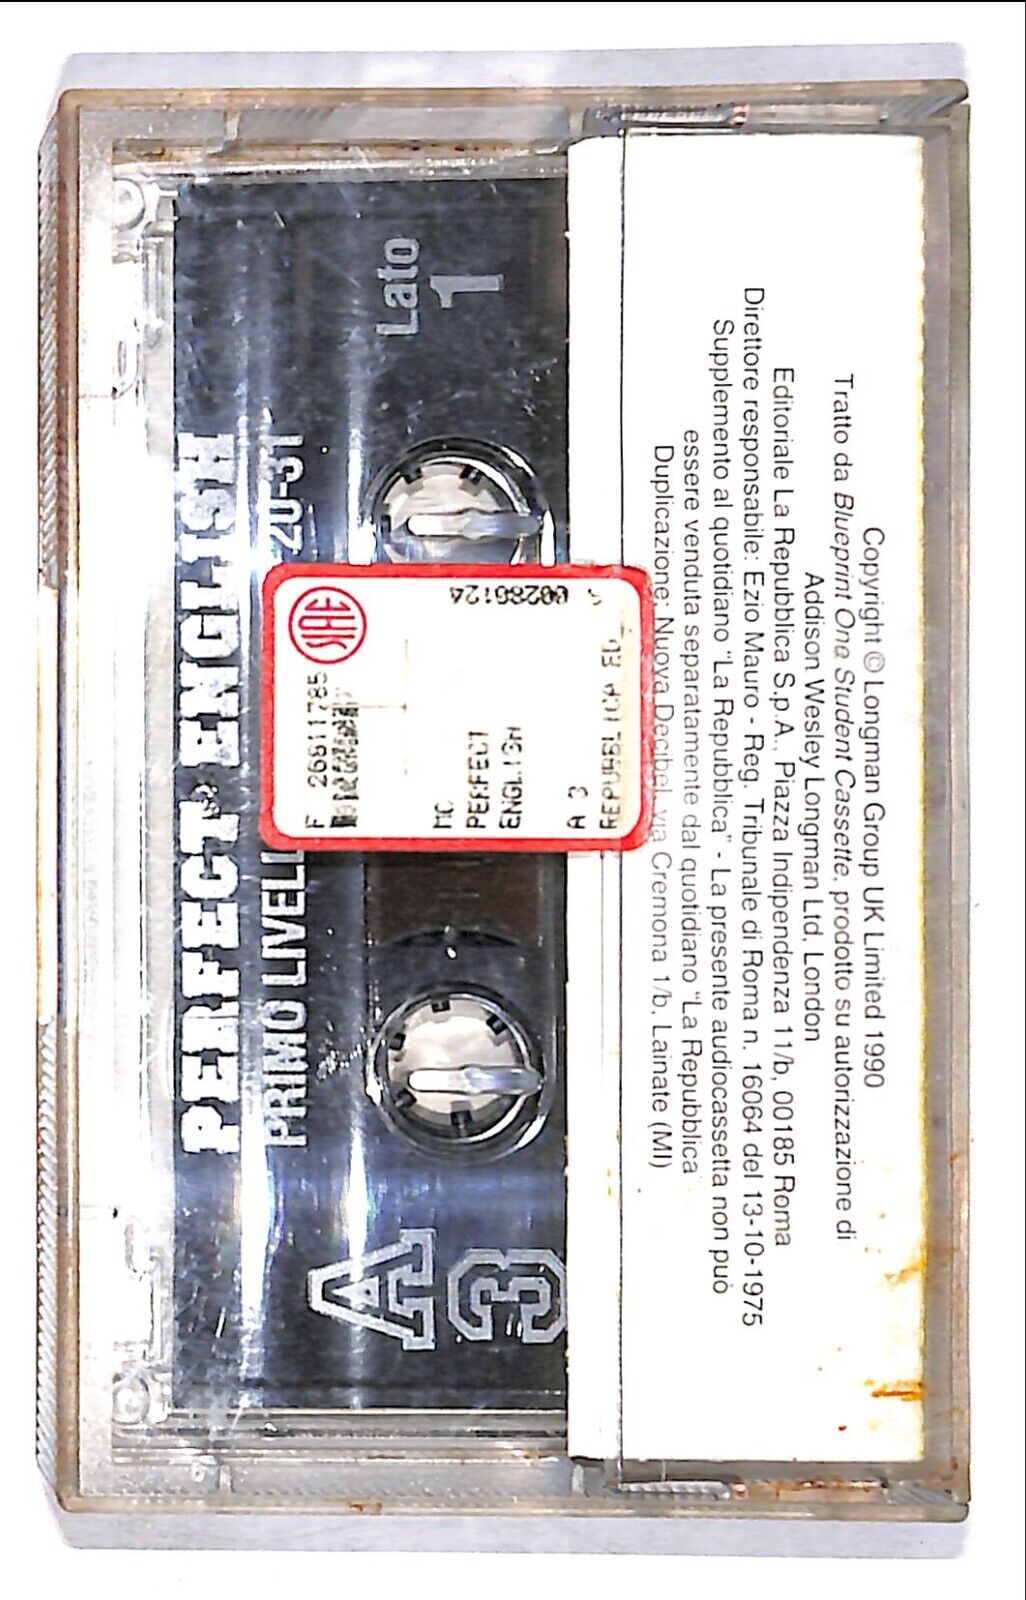 Copyright © Longman Group UK Limited 1990
Tratto da Blueprint One Student Cassette, prodotto su autorizzazione di
Addison Wesley Longman Ltd, London
Editoriale La Repubblica S.p.A., Piazza Indipendenza 11/b, 00185 Roma
Direttore responsabile: Ezio Mauro - Reg. Tribunale di Roma n. 16064 del 13-10-1975
Supplemento al quotidiano "La Repubblica" - La presente audiocassetta non può
essere venduta separatamente dal quotidiano "La Repubblica"
Duplicazione: Nuova Decibel, via Cremona 1/b, Lainate (MI)
Lato
1
PERFECT ENGLISH
PRIMO LIVELL
20-31
A
3
SIAE
F 26611785
MC
PERFECT
ENGLISH
A 3
REPUBBLICA ED.
00280124